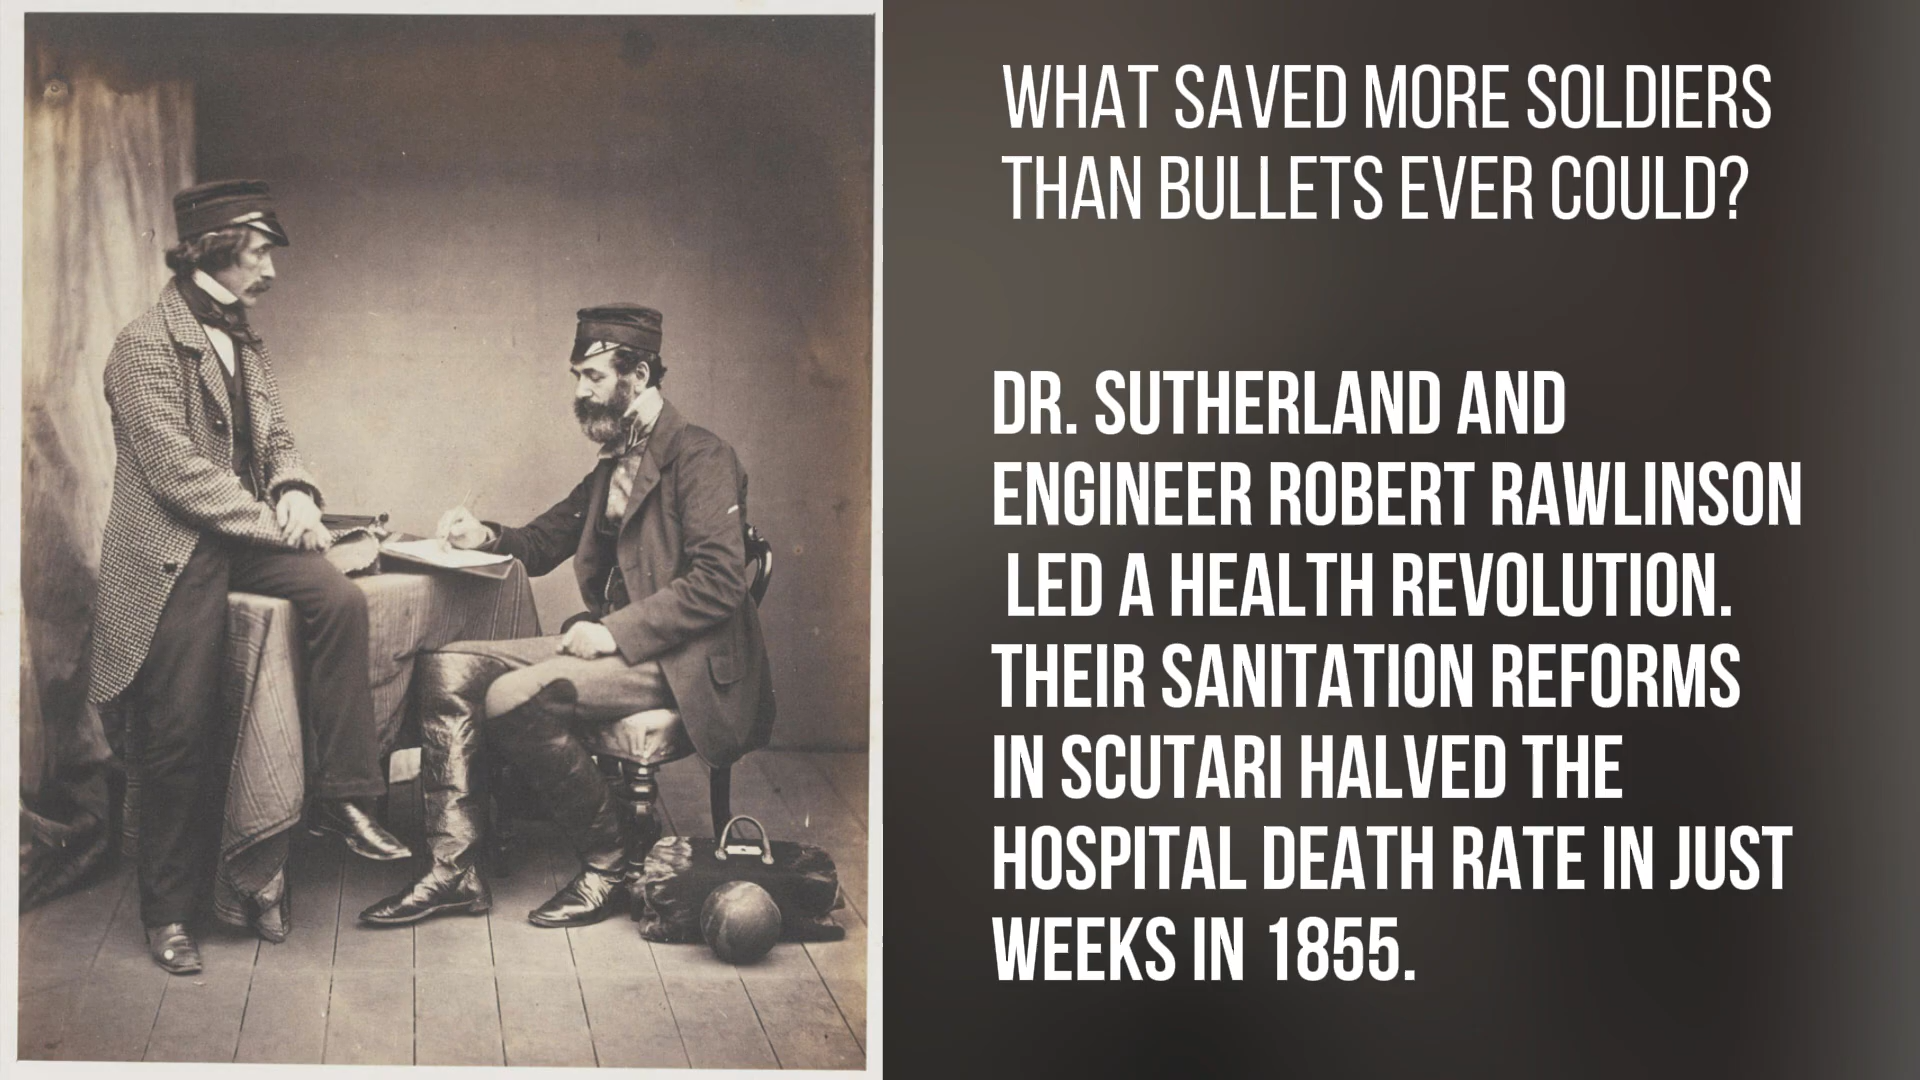 WHAT SAVED MORE SOLDIERS
THAN BULLETS EVER COULD?
DR. SUTHERLAND AND
ENGINEER ROBERT RAWLINSON
LED A HEALTH REVOLUTION.
THEIR SANITATION REFORMS
IN SCUTARI HALVED THE
HOSPITAL DEATH RATE IN JUST
WEEKS IN 1855.